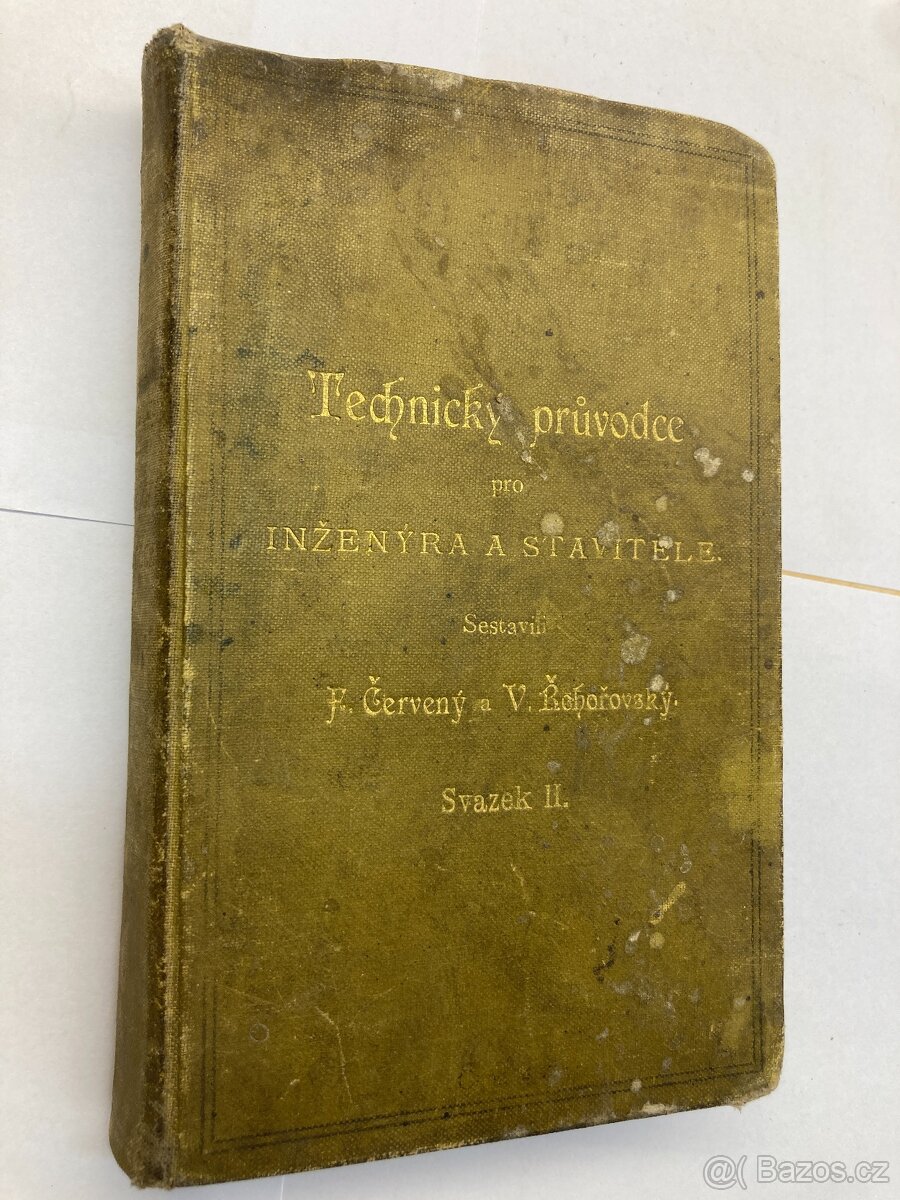 Technický průvodce
pro
INŽENÝRA A STAVITELE.
Sestavili
F. Červený a V. Řehořovský.
Svazek II.
@( Bazos.cz